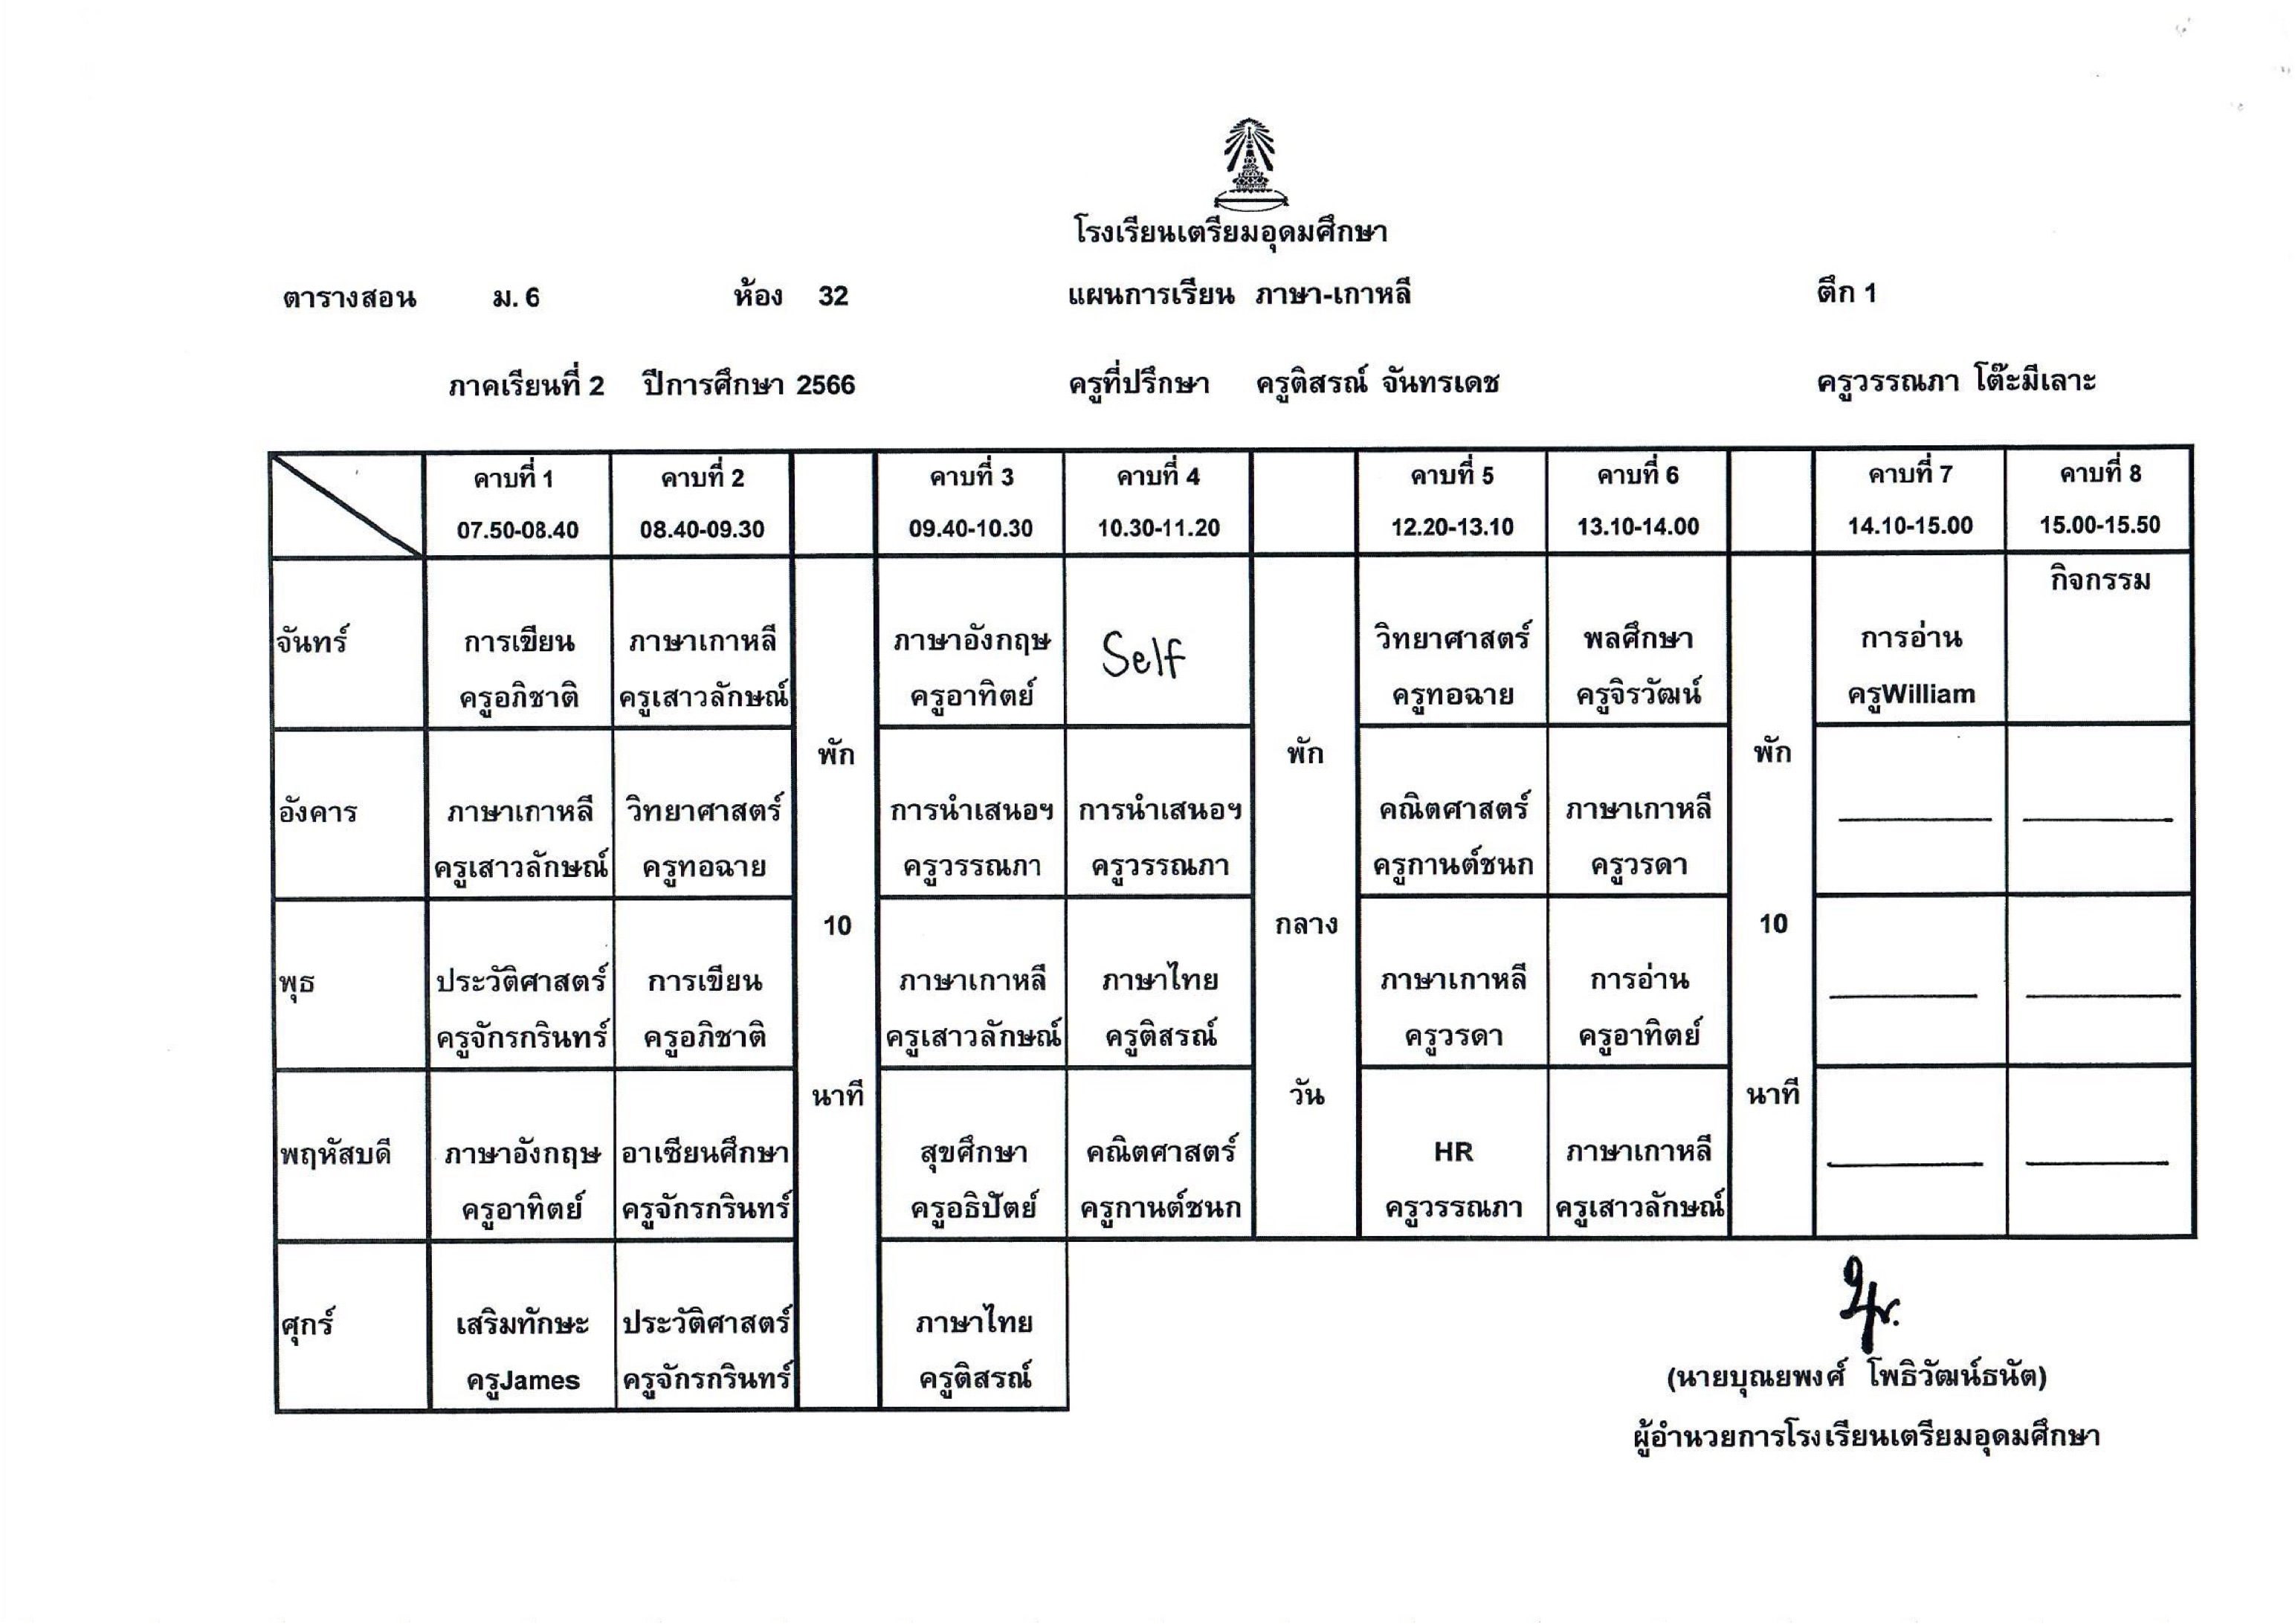 โรงเรียนเตรียมอุดมศึกษา
ตารางสอน ม. 6 ห้อง 32 แผนการเรียน ภาษา-เกาหลี ตึก 1
ภาคเรียนที่ 2 ปีการศึกษา 2566 ครูที่ปรึกษา ครูติสรณ์ จันทรเดช ครูวรรณภา โต๊ะมีเลาะ
คาบที่ 1 คาบที่ 2 คาบที่ 3 คาบที่ 4 คาบที่ 5 คาบที่ 6 คาบที่ 7 คาบที่ 8
07.50-08.40 08.40-09.30 09.40-10.30 10.30-11.20 12.20-13.10 13.10-14.00 14.10-15.00 15.00-15.50
กิจกรรม
จันทร์ การเขียน ภาษาเกาหลี ภาษาอังกฤษ Self วิทยาศาสตร์ พลศึกษา การอ่าน
ครูอภิชาติ ครูเสาวลักษณ์ ครูอาทิตย์ ครูทอฉาย ครูจิรวัฒน์ ครูWilliam
พัก พัก พัก
อังคาร ภาษาเกาหลี วิทยาศาสตร์ การนำเสนอฯ การนำเสนอฯ คณิตศาสตร์ ภาษาเกาหลี
ครูเสาวลักษณ์ ครูทอฉาย ครูวรรณภา ครูวรรณภา ครูกานต์ชนก ครูวรดา
10 กลาง 10
พุธ ประวัติศาสตร์ การเขียน ภาษาเกาหลี ภาษาไทย ภาษาเกาหลี การอ่าน
ครูจักรกรินทร์ ครูอภิชาติ ครูเสาวลักษณ์ ครูติสรณ์ ครูวรดา ครูอาทิตย์
นาที วัน นาที
พฤหัสบดี ภาษาอังกฤษ อาเซียนศึกษา สุขศึกษา คณิตศาสตร์ HR ภาษาเกาหลี
ครูอาทิตย์ ครูจักรกรินทร์ ครูอธิปัตย์ ครูกานต์ชนก ครูวรรณภา ครูเสาวลักษณ์
ศุกร์ เสริมทักษะ ประวัติศาสตร์ ภาษาไทย
ครูJames ครูจักรกรินทร์ ครูติสรณ์
(นายบุณยพงศ์ โพธิวัฒน์ธนัต)
ผู้อำนวยการโรงเรียนเตรียมอุดมศึกษา